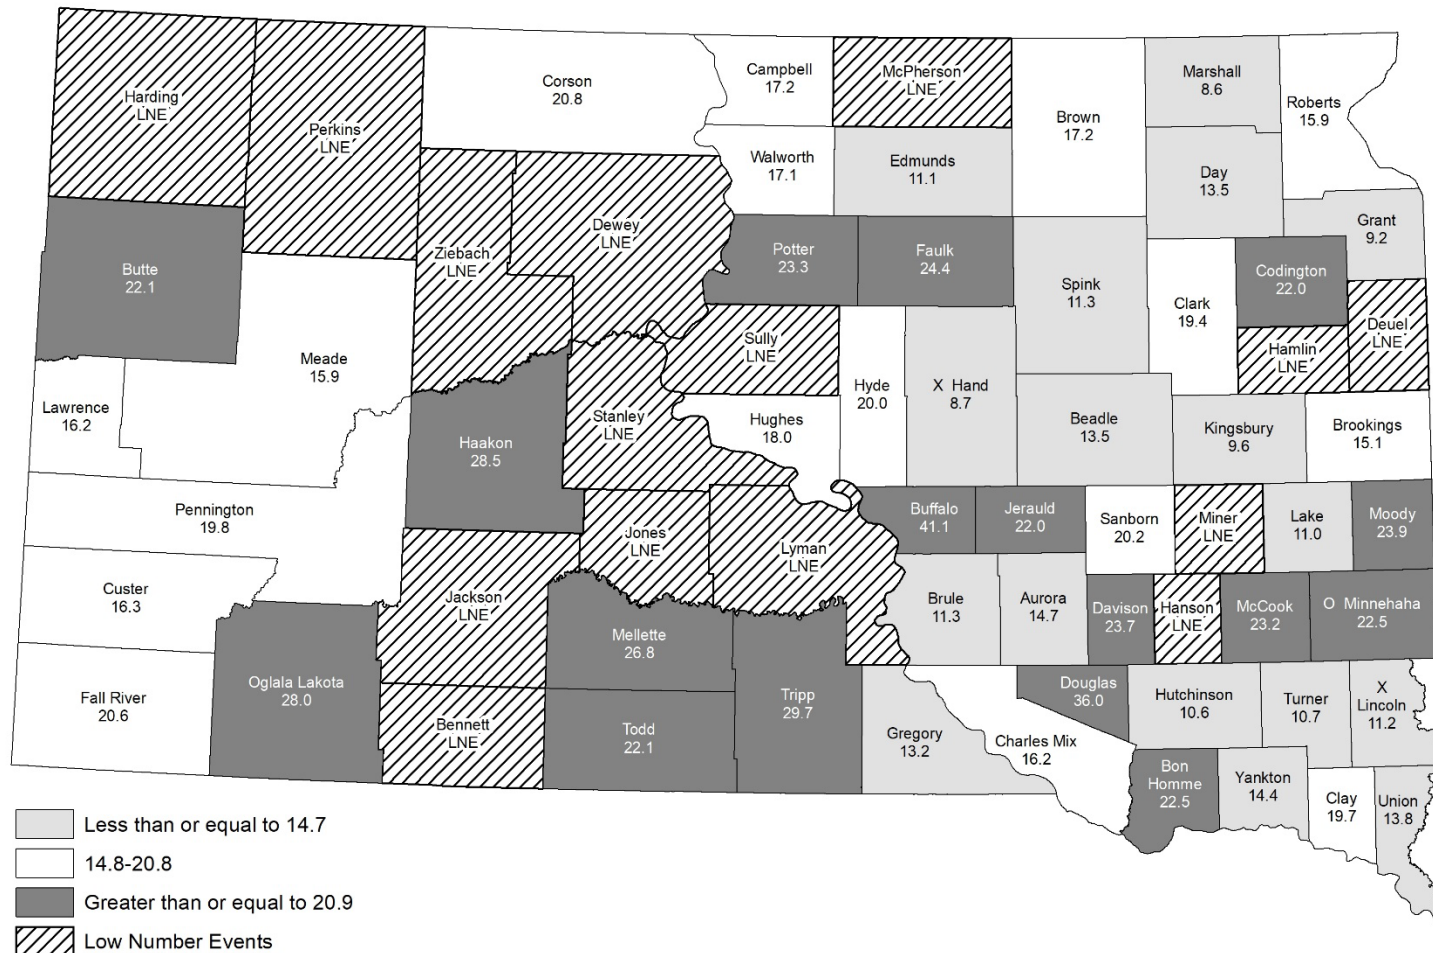 Harding
LNE
Perkins
LNE
Corson
20.8
Campbell
17.2
McPherson
LNE
Brown
17.2
Marshall
8.6
Roberts
15.9
Walworth
17.1
Edmunds
11.1
Day
13.5
Grant
9.2
Butte
22.1
Ziebach
LNE
Dewey
LNE
Potter
23.3
Faulk
24.4
Spink
11.3
Clark
19.4
Codington
22.0
Deuel
LNE
Hamlin
LNE
Meade
15.9
Sully
LNE
Hyde
20.0
X Hand
8.7
Lawrence
16.2
Haakon
28.5
Stanley
LNE
Hughes
18.0
Beadle
13.5
Kingsbury
9.6
Brookings
15.1
Pennington
19.8
Jones
LNE
Lyman
LNE
Buffalo
41.1
Jerauld
22.0
Sanborn
20.2
Miner
LNE
Lake
11.0
Moody
23.9
Custer
16.3
Jackson
LNE
Mellette
26.8
Brule
11.3
Aurora
14.7
Davison
23.7
Hanson
LNE
McCook
23.2
O Minnehaha
22.5
Fall River
20.6
Oglala Lakota
28.0
Bennett
LNE
Todd
22.1
Tripp
29.7
Gregory
13.2
Charles Mix
16.2
Douglas
36.0
Hutchinson
10.6
Turner
10.7
X
Lincoln
11.2
Bon
Homme
22.5
Yankton
14.4
Clay
19.7
Union
13.8
Less than or equal to 14.7
14.8-20.8
Greater than or equal to 20.9
Low Number Events